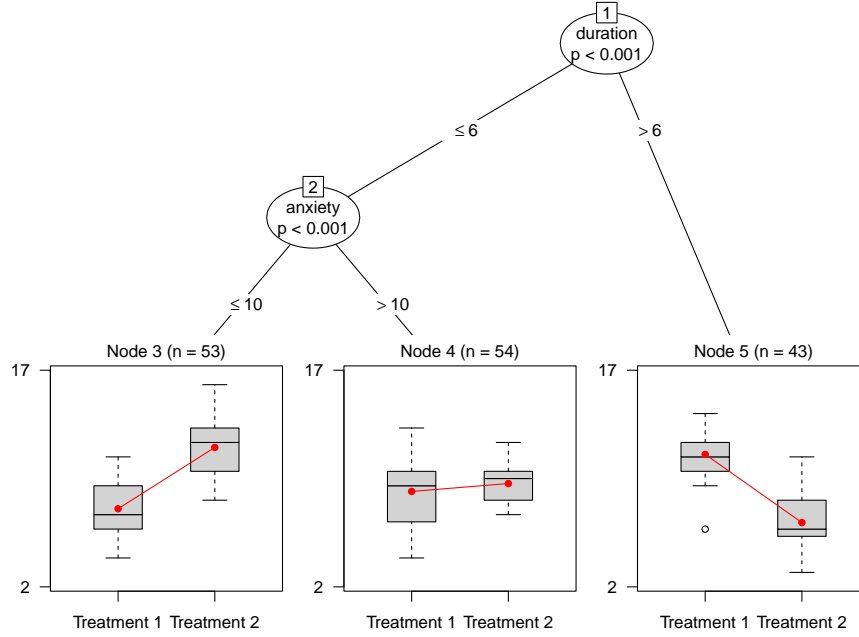 1
duration
p < 0.001
≤ 6
> 6
2
anxiety
p < 0.001
≤ 10
> 10
Node 3 (n = 53)
Node 4 (n = 54)
Node 5 (n = 43)
17
17
17
2
2
2
Treatment 1 Treatment 2
Treatment 1 Treatment 2
Treatment 1 Treatment 2